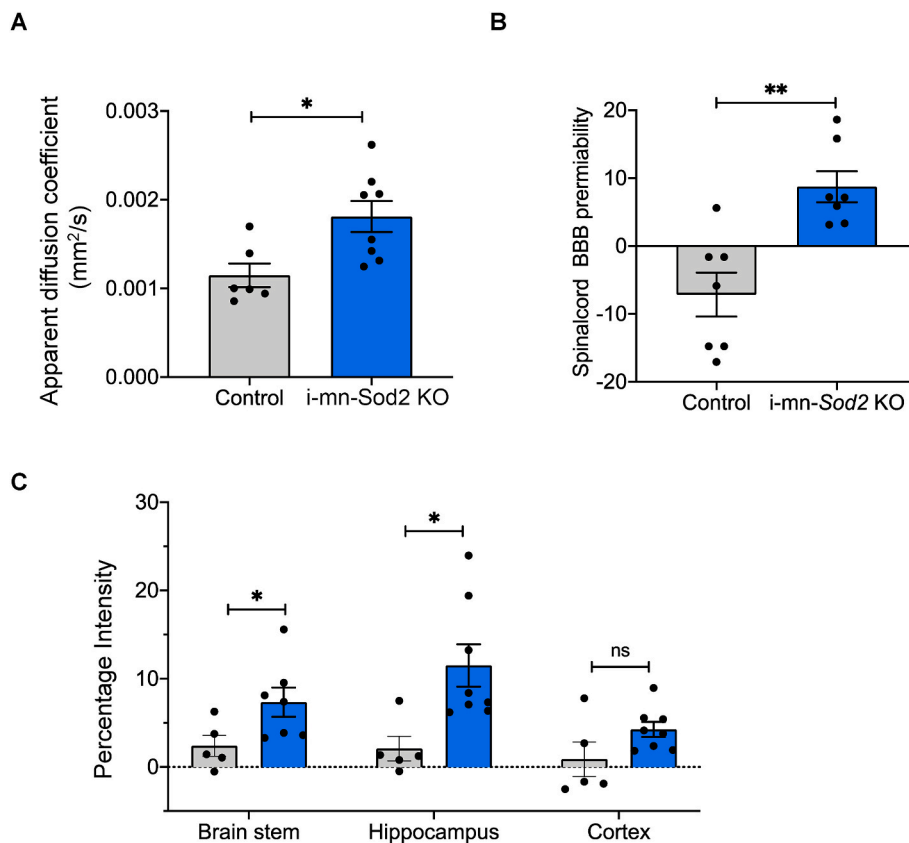 A
Apparent diffusion coefficient
(mm²/s)
0.003
0.002
0.001
0.000
*
Control
i-mn-Sod2 KO
B
Spinalcord BBB prermiability
20
10
0
-10
-20
**
Control
i-mn-Sod2 KO
C
Percentage Intensity
30
20
10
0
*
*
ns
Brain stem
Hippocampus
Cortex